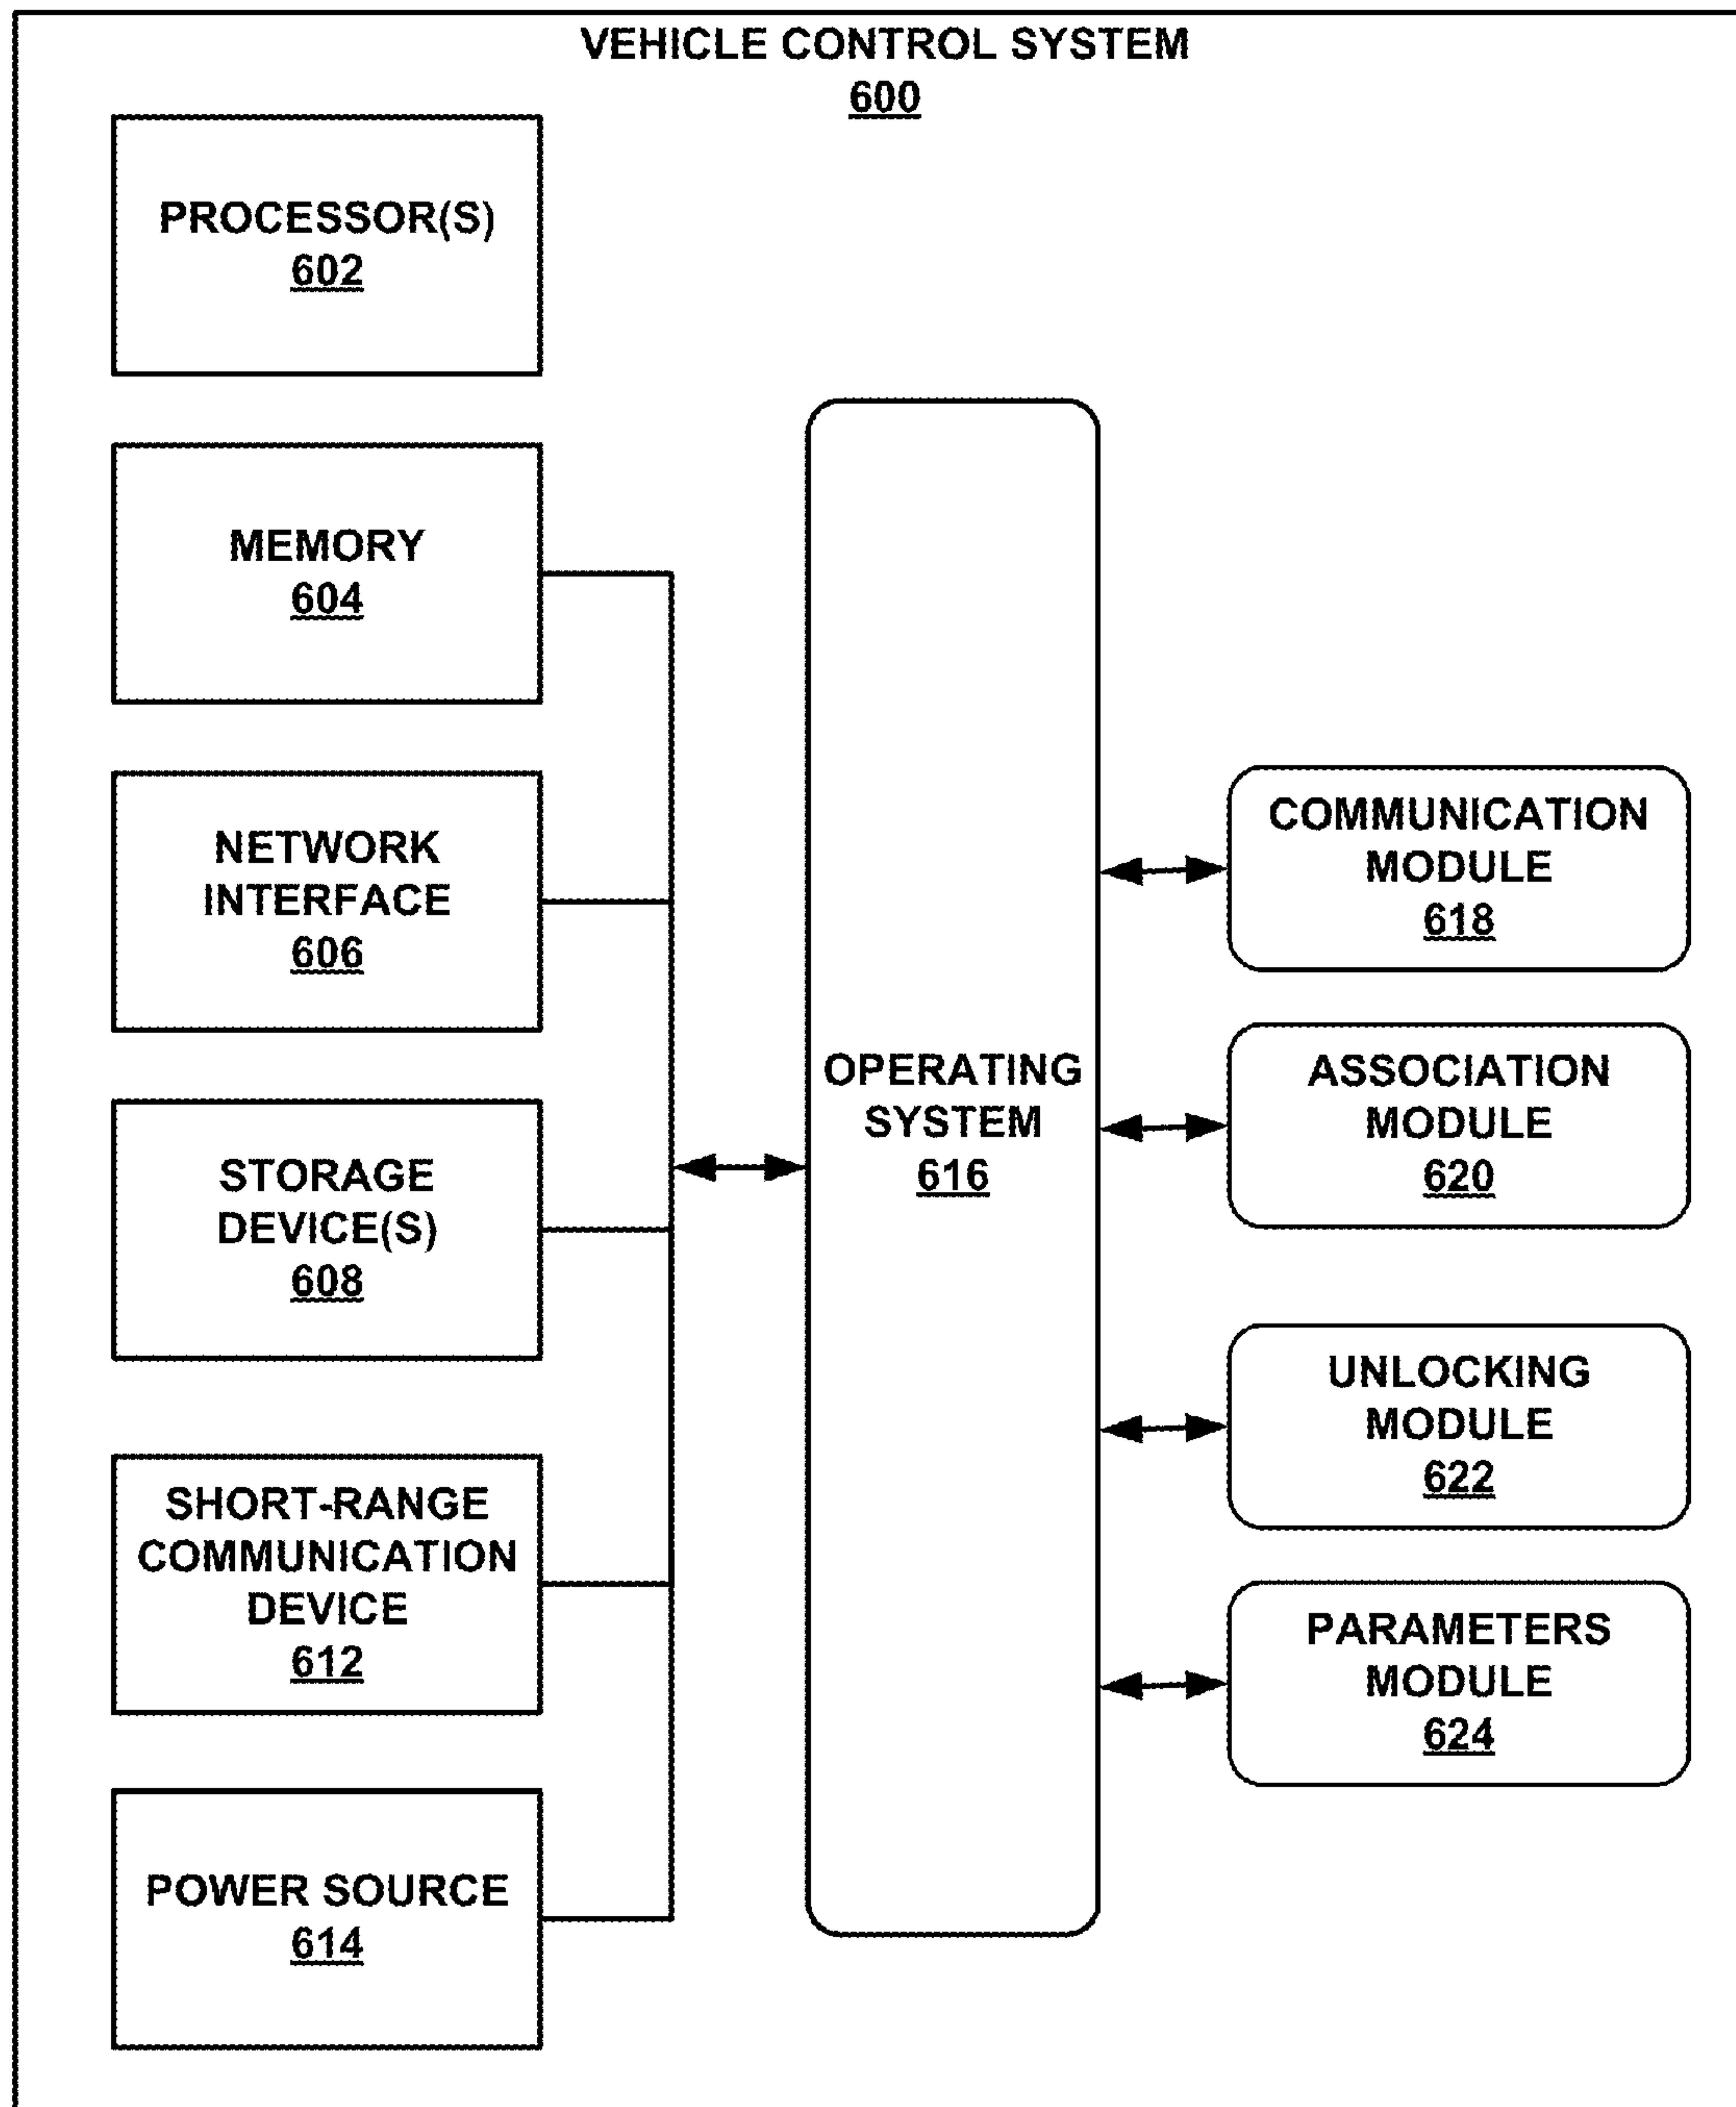 VEHICLE CONTROL SYSTEM
600
PROCESSOR(S)
602
MEMORY
604
NETWORK
INTERFACE
606
STORAGE
DEVICE(S)
608
SHORT-RANGE
COMMUNICATION
DEVICE
612
POWER SOURCE
614
OPERATING
SYSTEM
616
COMMUNICATION
MODULE
618
ASSOCIATION
MODULE
620
UNLOCKING
MODULE
622
PARAMETERS
MODULE
624